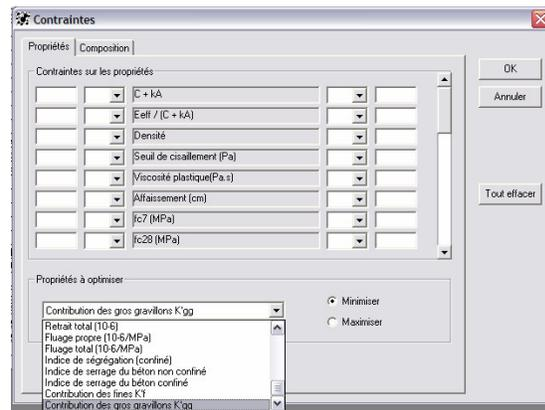 Contraintes
Propriétés
Composition
Contraintes sur les propriétés
C + kA
Eeff / (C + kA)
Densité
Seuil de cisaillement (Pa)
Viscosité plastique(Pa.s)
Affaissement (cm)
fc7 (MPa)
fc28 (MPa)
OK
Annuler
Tout effacer
Propriétés à optimiser
Contribution des gros gravillons K'gg
Minimiser
Maximiser
Retrait total (10-6)
Fluage propre (10-6/MPa)
Fluage total (10-6/MPa)
Indice de ségrégation (confiné)
Indice de serrage du béton non confiné
Indice de serrage du béton confiné
Contribution des fines K'f
Contribution des gros gravillons K'gg